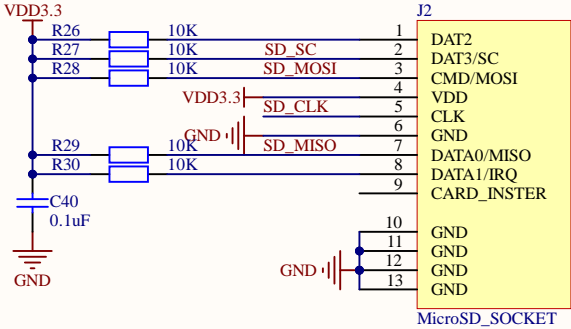 VDD3.3
J2
R26 10K 1 DAT2
R27 10K SD_SC 2 DAT3/SC
R28 10K SD_MOSI 3 CMD/MOSI
VDD3.3 4 VDD
SD_CLK 5 CLK
GND 6 GND
R29 10K SD_MISO 7 DATA0/MISO
R30 10K 8 DATA1/IRQ
9 CARD_INSTER
C40
0.1uF
10 GND
11 GND
GND 12 GND
13 GND
GND
MicroSD_SOCKET